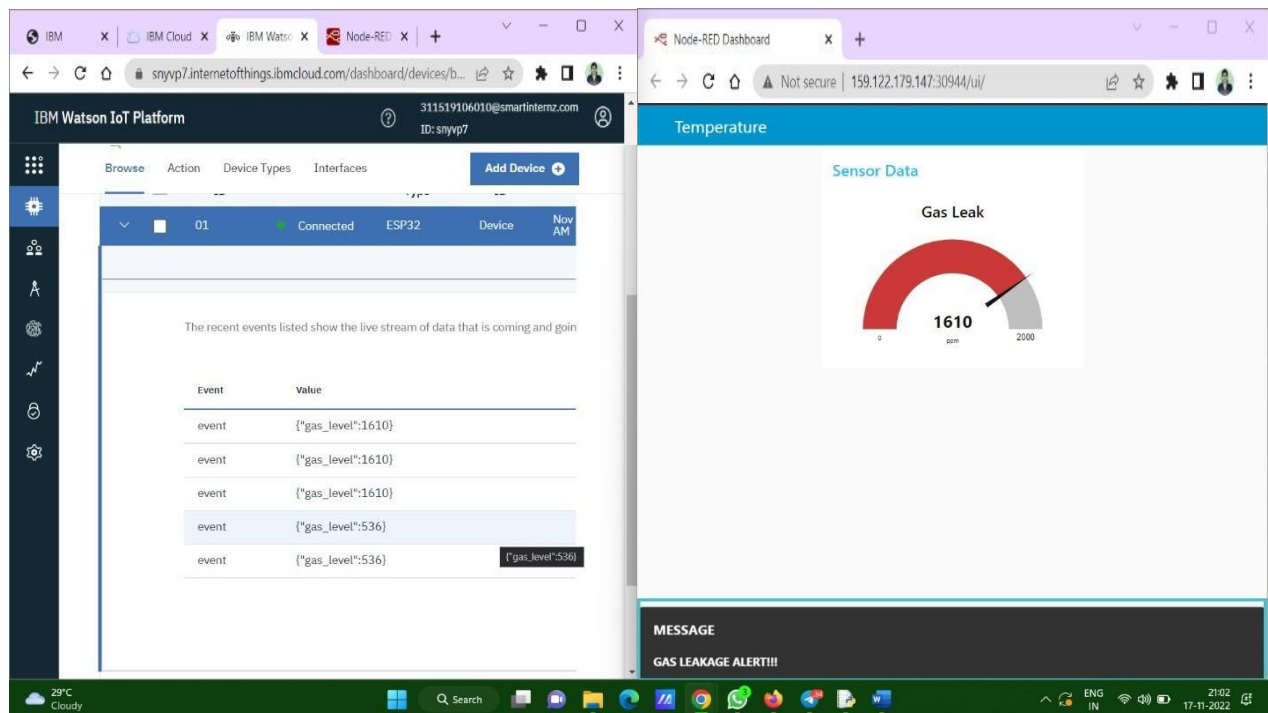 IBM
IBM Cloud
IBM Watso
Node-RED
snyvp7.internetofthings.ibmcloud.com/dashboard/devices/b...
IBM Watson IoT Platform
311519106010@smartinternz.com
ID: snyvp7
Browse Action Device Types Interfaces
Add Device
01 Connected ESP32 Device Nov
AM
The recent events listed show the live stream of data that is coming and goin
Event Value
event {"gas_level":1610}
event {"gas_level":1610}
event {"gas_level":1610}
event {"gas_level":536}
event {"gas_level":536}
{"gas_level":536}
Node-RED Dashboard
Not secure | 159.122.179.147:30944/ui/
Temperature
Sensor Data
Gas Leak
1610
ppm
0
2000
MESSAGE
GAS LEAKAGE ALERT!!!
29°C
Cloudy
Search
ENG
IN
21:02
17-11-2022